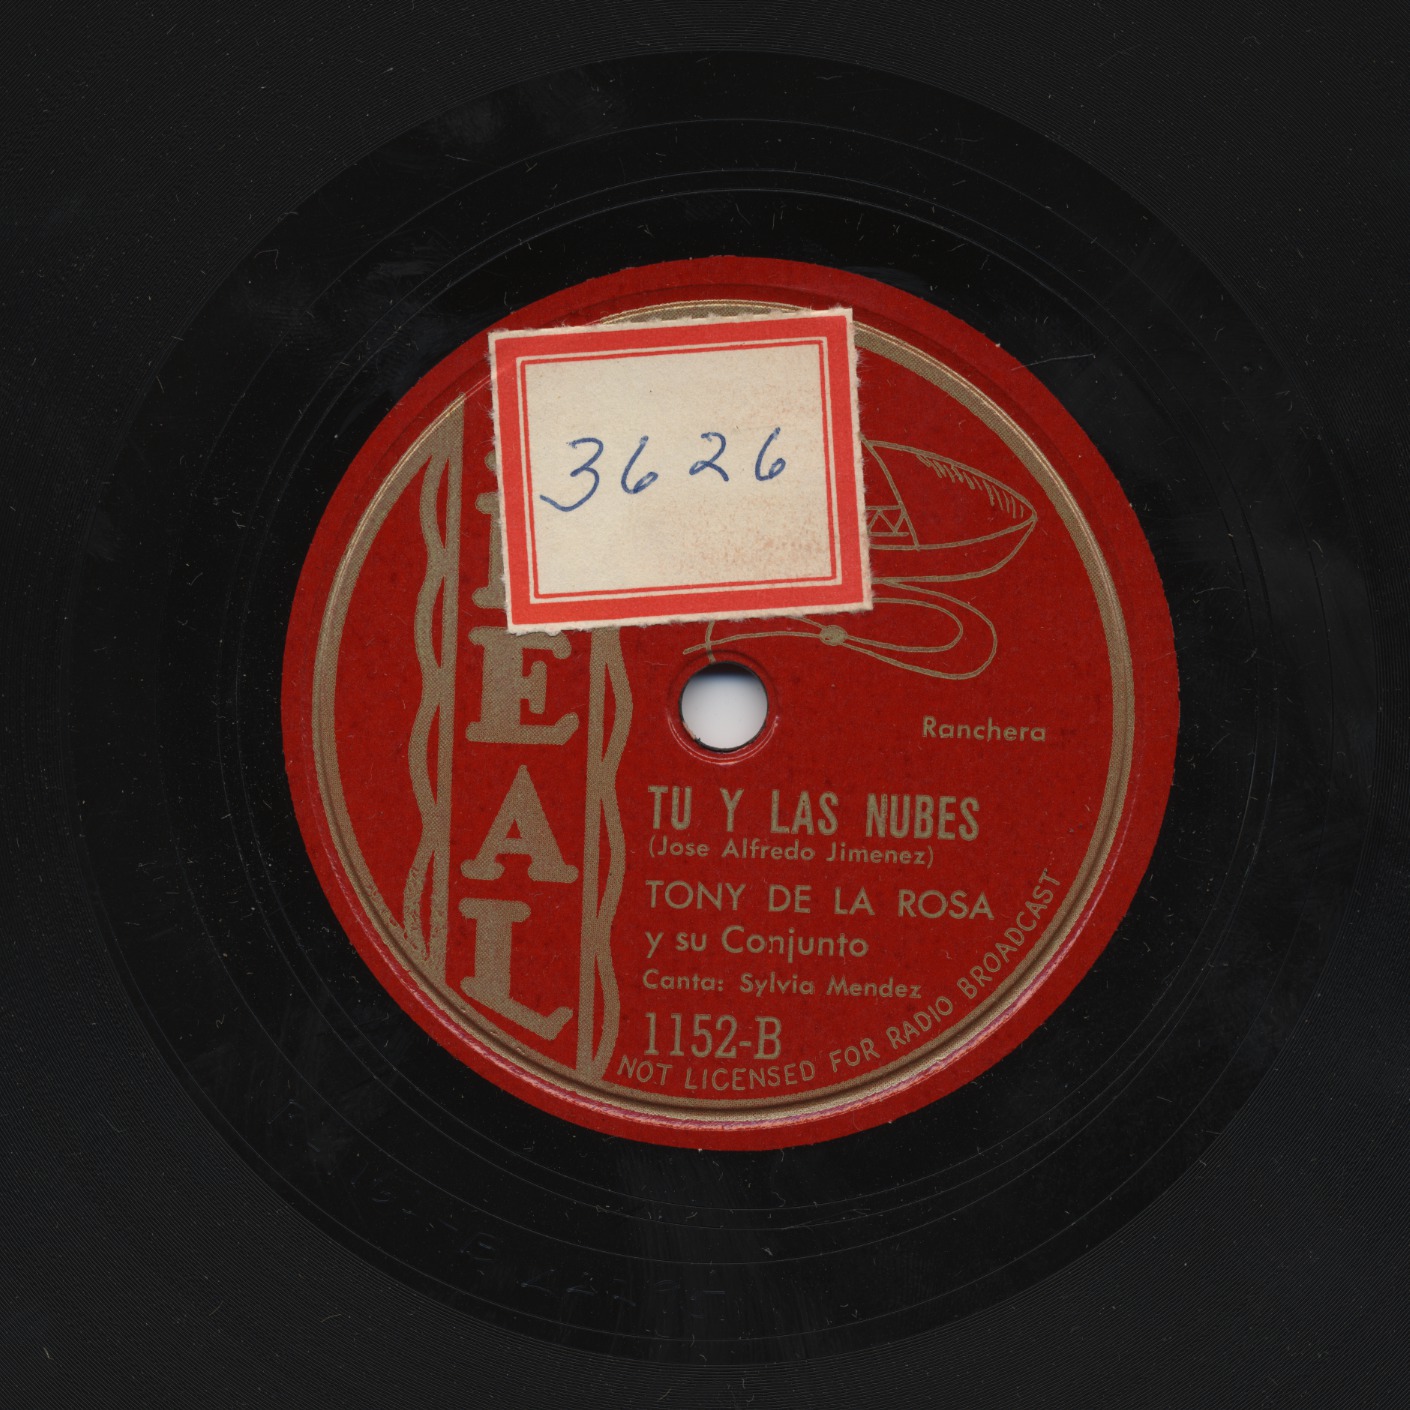 3626
EAL
Ranchera
TU Y LAS NUBES
(Jose Alfredo Jimenez)
TONY DE LA ROSA
y su Conjunto
Canta: Sylvia Mendez
1152-B
NOT LICENSED FOR RADIO BROADCAST